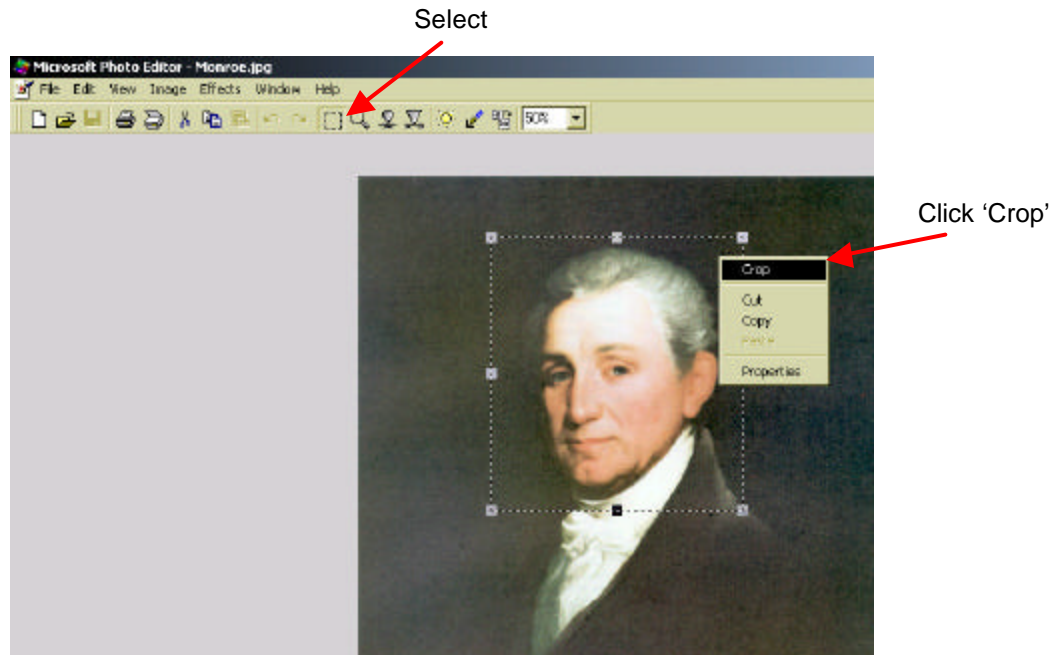 Select
Microsoft Photo Editor - Monroe.jpg
File Edit View Image Effects Window Help
50%
Click ‘Crop’
Crop
Cut
Copy
Paste
Properties